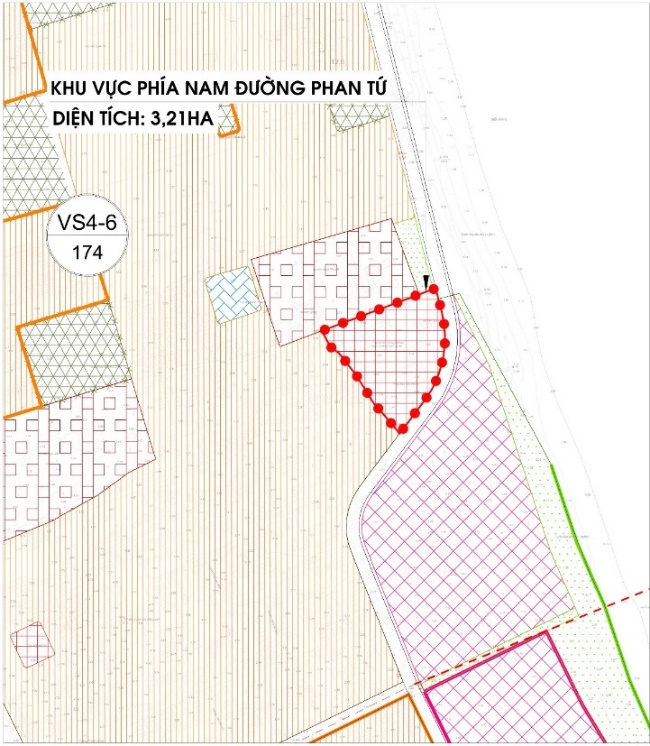 KHU VỰC PHÍA NAM ĐƯỜNG PHAN TỨ
DIỆN TÍCH: 3,21HA
VS4-6
174